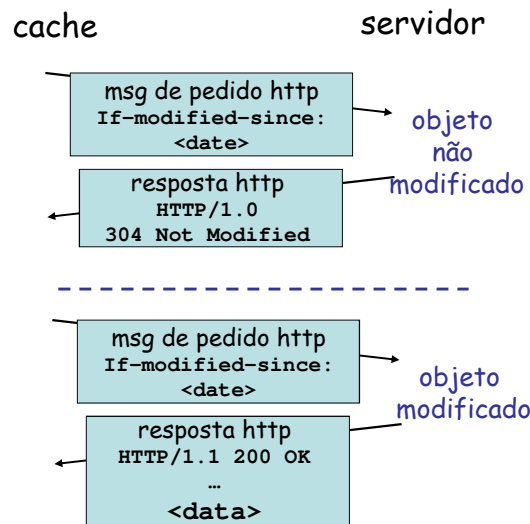 cache
servidor
msg de pedido http
If-modified-since:
<date>
objeto
não
modificado
resposta http
HTTP/1.0
304 Not Modified
msg de pedido http
If-modified-since:
<date>
objeto
modificado
resposta http
HTTP/1.1 200 OK
…
<data>